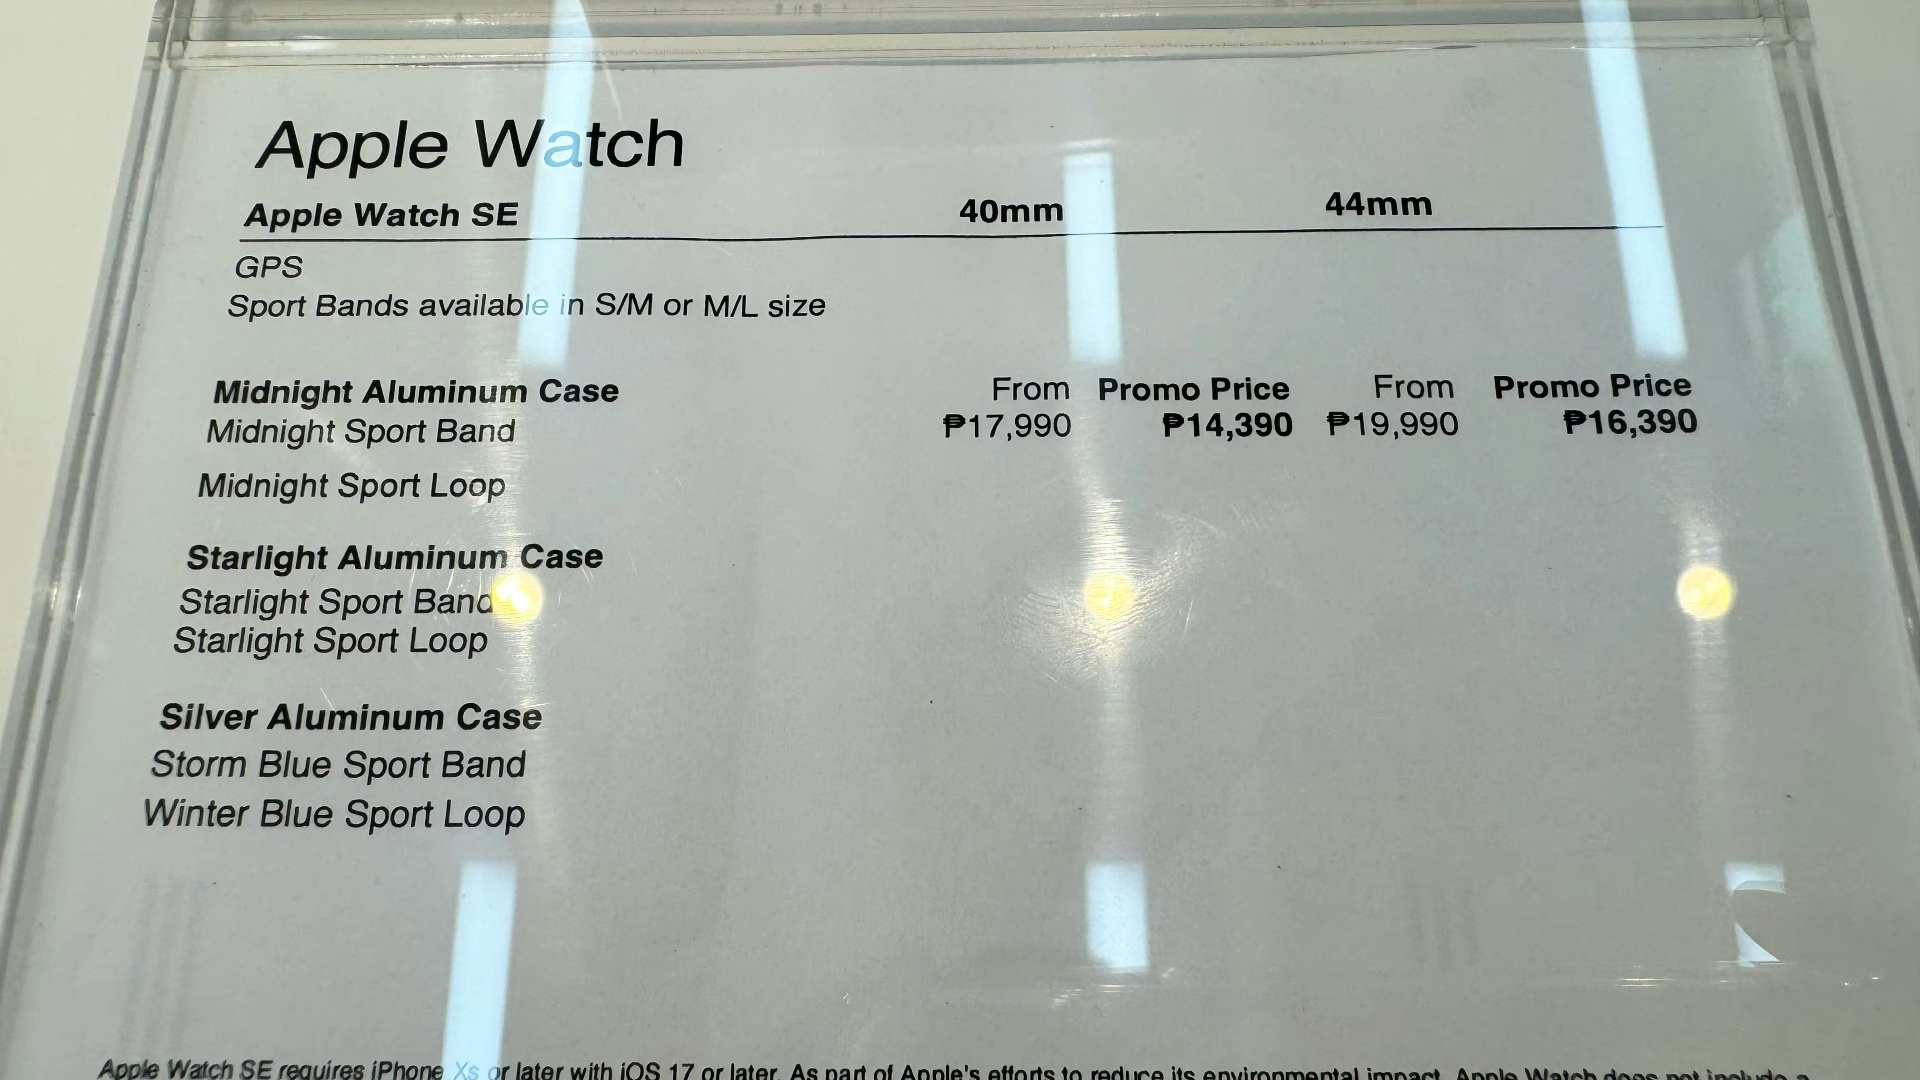 Apple Watch
Apple Watch SE 40mm 44mm
GPS
Sport Bands available in S/M or M/L size
Midnight Aluminum Case From Promo Price From Promo Price
Midnight Sport Band ₱17,990 ₱14,390 ₱19,990 ₱16,390
Midnight Sport Loop
Starlight Aluminum Case
Starlight Sport Band
Starlight Sport Loop
Silver Aluminum Case
Storm Blue Sport Band
Winter Blue Sport Loop
Apple Watch SE requires iPhone Xs or later with iOS 17 or later. As part of Apple's efforts to reduce its environmental impact, Apple Watch does not include a